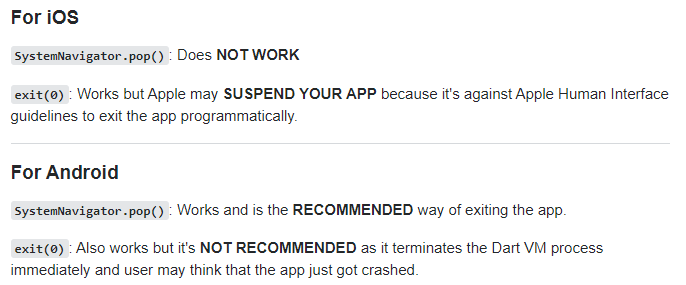 For iOS
SystemNavigator.pop(): Does NOT WORK
exit(0): Works but Apple may SUSPEND YOUR APP because it's against Apple Human Interface
guidelines to exit the app programmatically.
For Android
SystemNavigator.pop(): Works and is the RECOMMENDED way of exiting the app.
exit(0): Also works but it's NOT RECOMMENDED as it terminates the Dart VM process
immediately and user may think that the app just got crashed.